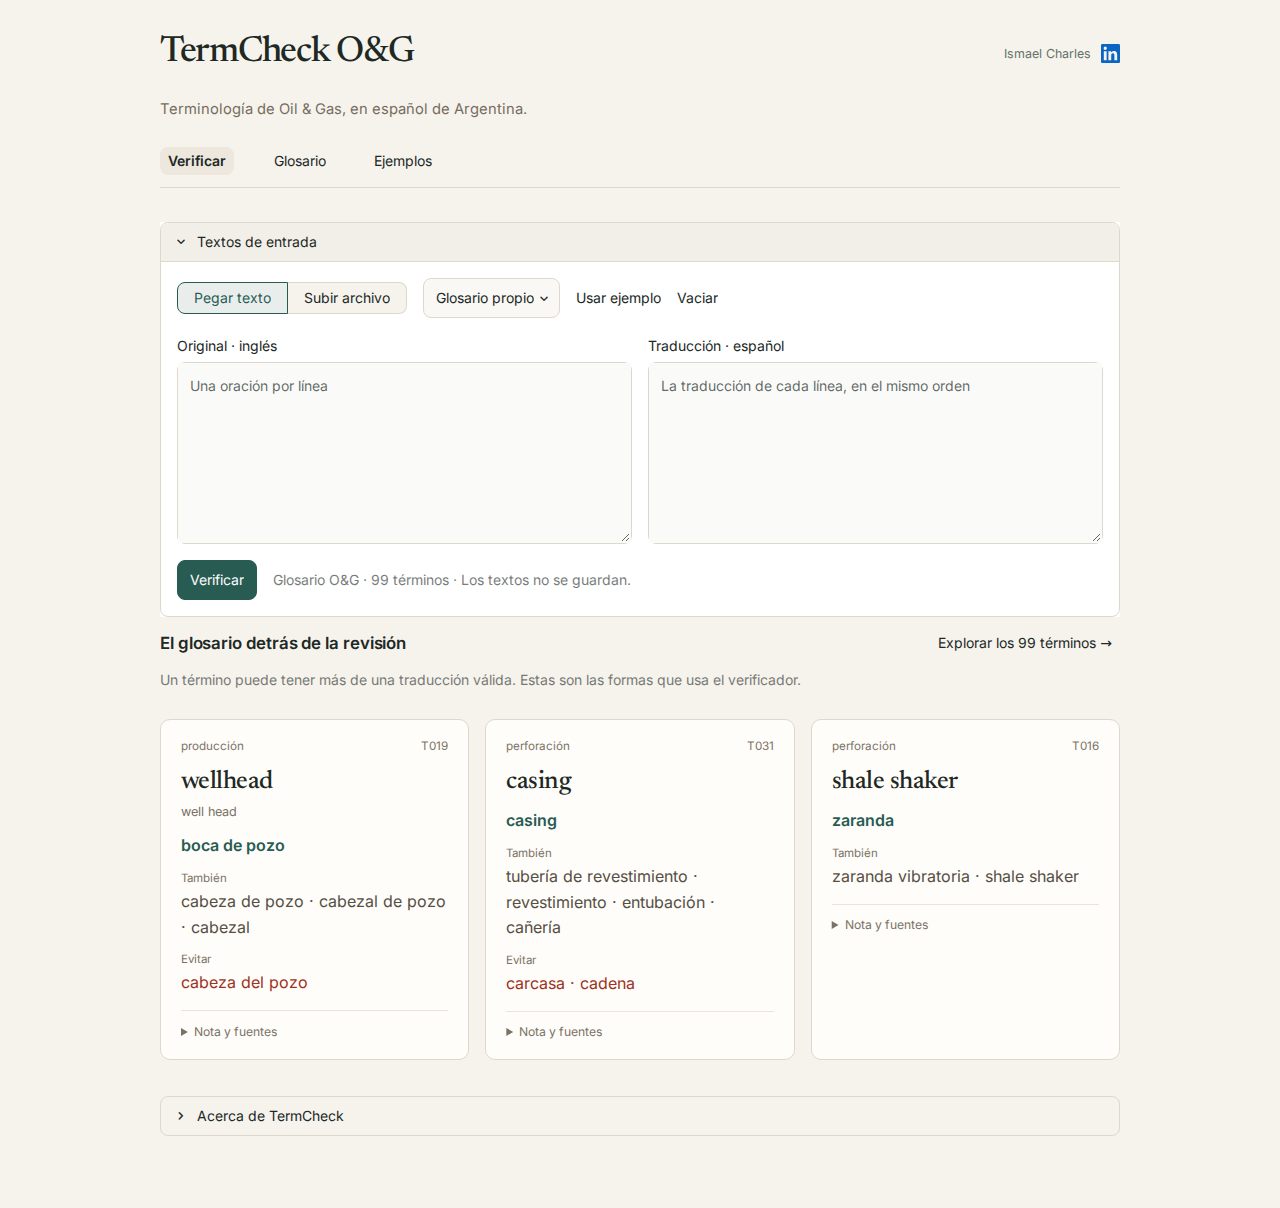 TermCheck O&G
Ismael Charles
in
Terminología de Oil & Gas, en español de Argentina.
Verificar
Glosario
Ejemplos
Textos de entrada
Pegar texto
Subir archivo
Glosario propio
Usar ejemplo
Vaciar
Original · inglés
Traducción · español
Una oración por línea
La traducción de cada línea, en el mismo orden
Verificar
Glosario O&G · 99 términos · Los textos no se guardan.
El glosario detrás de la revisión
Explorar los 99 términos →
Un término puede tener más de una traducción válida. Estas son las formas que usa el verificador.
producción
T019
wellhead
well head
boca de pozo
También
cabeza de pozo · cabezal de pozo
· cabezal
Evitar
cabeza del pozo
Nota y fuentes
perforación
T031
casing
casing
También
tubería de revestimiento ·
revestimiento · entubación ·
cañería
Evitar
carcasa · cadena
Nota y fuentes
perforación
T016
shale shaker
zaranda
También
zaranda vibratoria · shale shaker
Nota y fuentes
Acerca de TermCheck